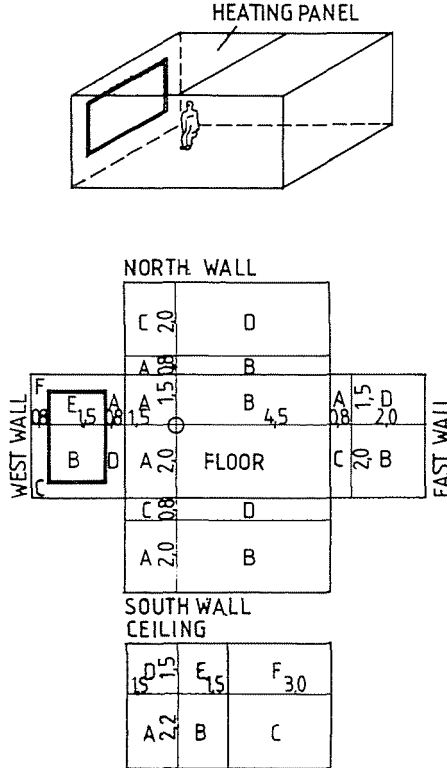 HEATING PANEL
NORTH WALL
C 2,0 D
A 0,8 B
F
E 1,5 A 0,8 A 1,5 1,5 B 4,5 A 0,8 1,5 D 2,0
0,8
WEST WALL
B D A 2,0 FLOOR C 2,0 B
EAST WALL
C
C 0,8 D
A 2,0 B
SOUTH WALL
CEILING
D 1,5 1,5 E 1,5 F 3,0
A 2,2 B C